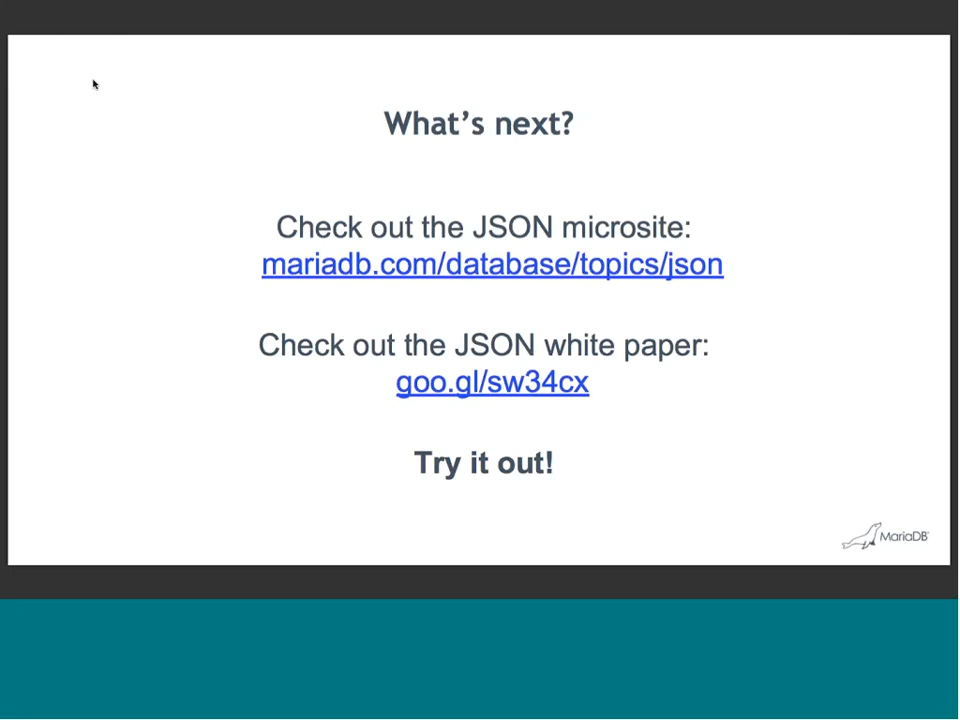 What's next?
Check out the JSON microsite:
mariadb.com/database/topics/json
Check out the JSON white paper:
goo.gl/sw34cx
Try it out!
MariaDB